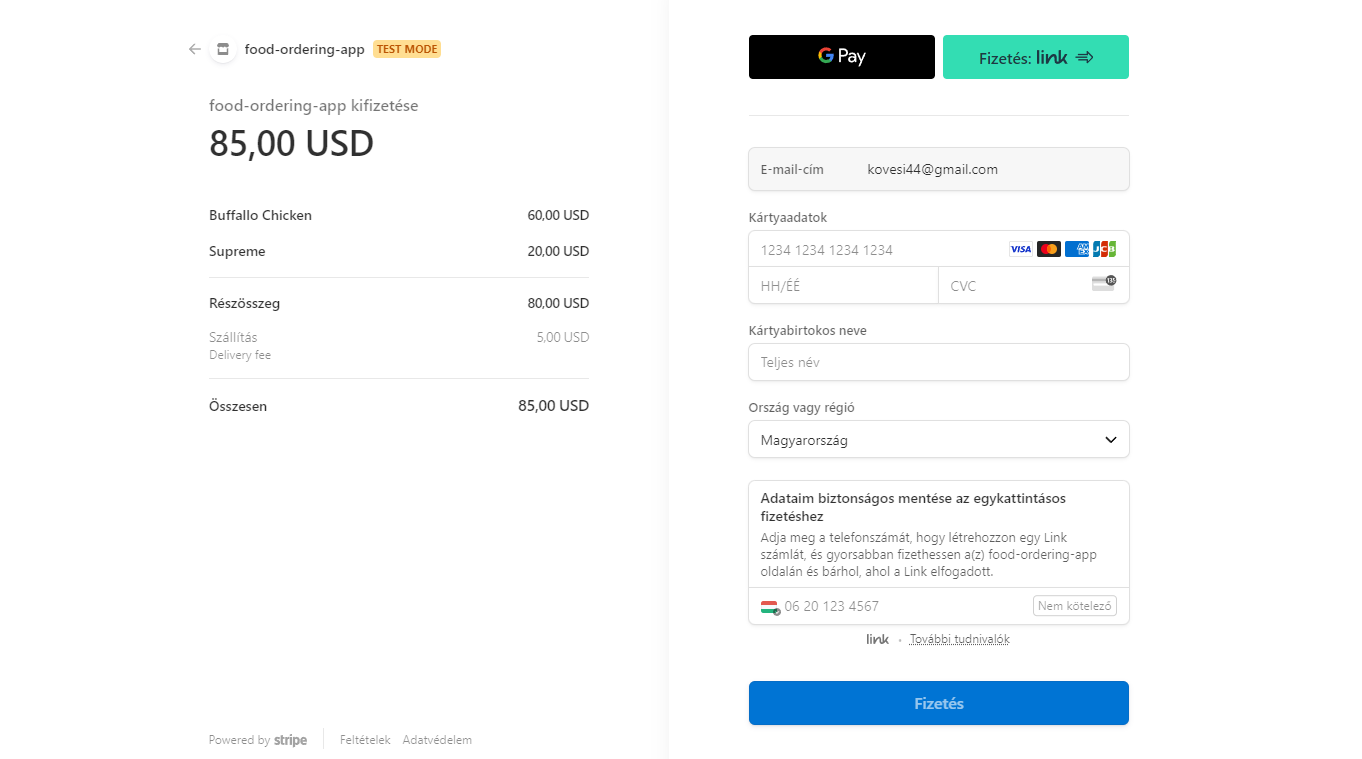 food-ordering-app TEST MODE
food-ordering-app kifizetése
85,00 USD
Buffallo Chicken 60,00 USD
Supreme 20,00 USD
Részösszeg 80,00 USD
Szállítás 5,00 USD
Delivery fee
Összesen 85,00 USD
Powered by stripe Feltételek Adatvédelem
G Pay Fizetés: link
E-mail-cím kovesi44@gmail.com
Kártyaadatok
1234 1234 1234 1234 VISA AMEX JCB
HH/ÉÉ CVC 135
Kártyabirtokos neve
Teljes név
Ország vagy régió
Magyarország
Adataim biztonságos mentése az egykattintásos
fizetéshez
Adja meg a telefonszámát, hogy létrehozzon egy Link
számlát, és gyorsabban fizethessen a(z) food-ordering-app
oldalán és bárhol, ahol a Link elfogadott.
06 20 123 4567 Nem kötelező
link • További tudnivalók
Fizetés